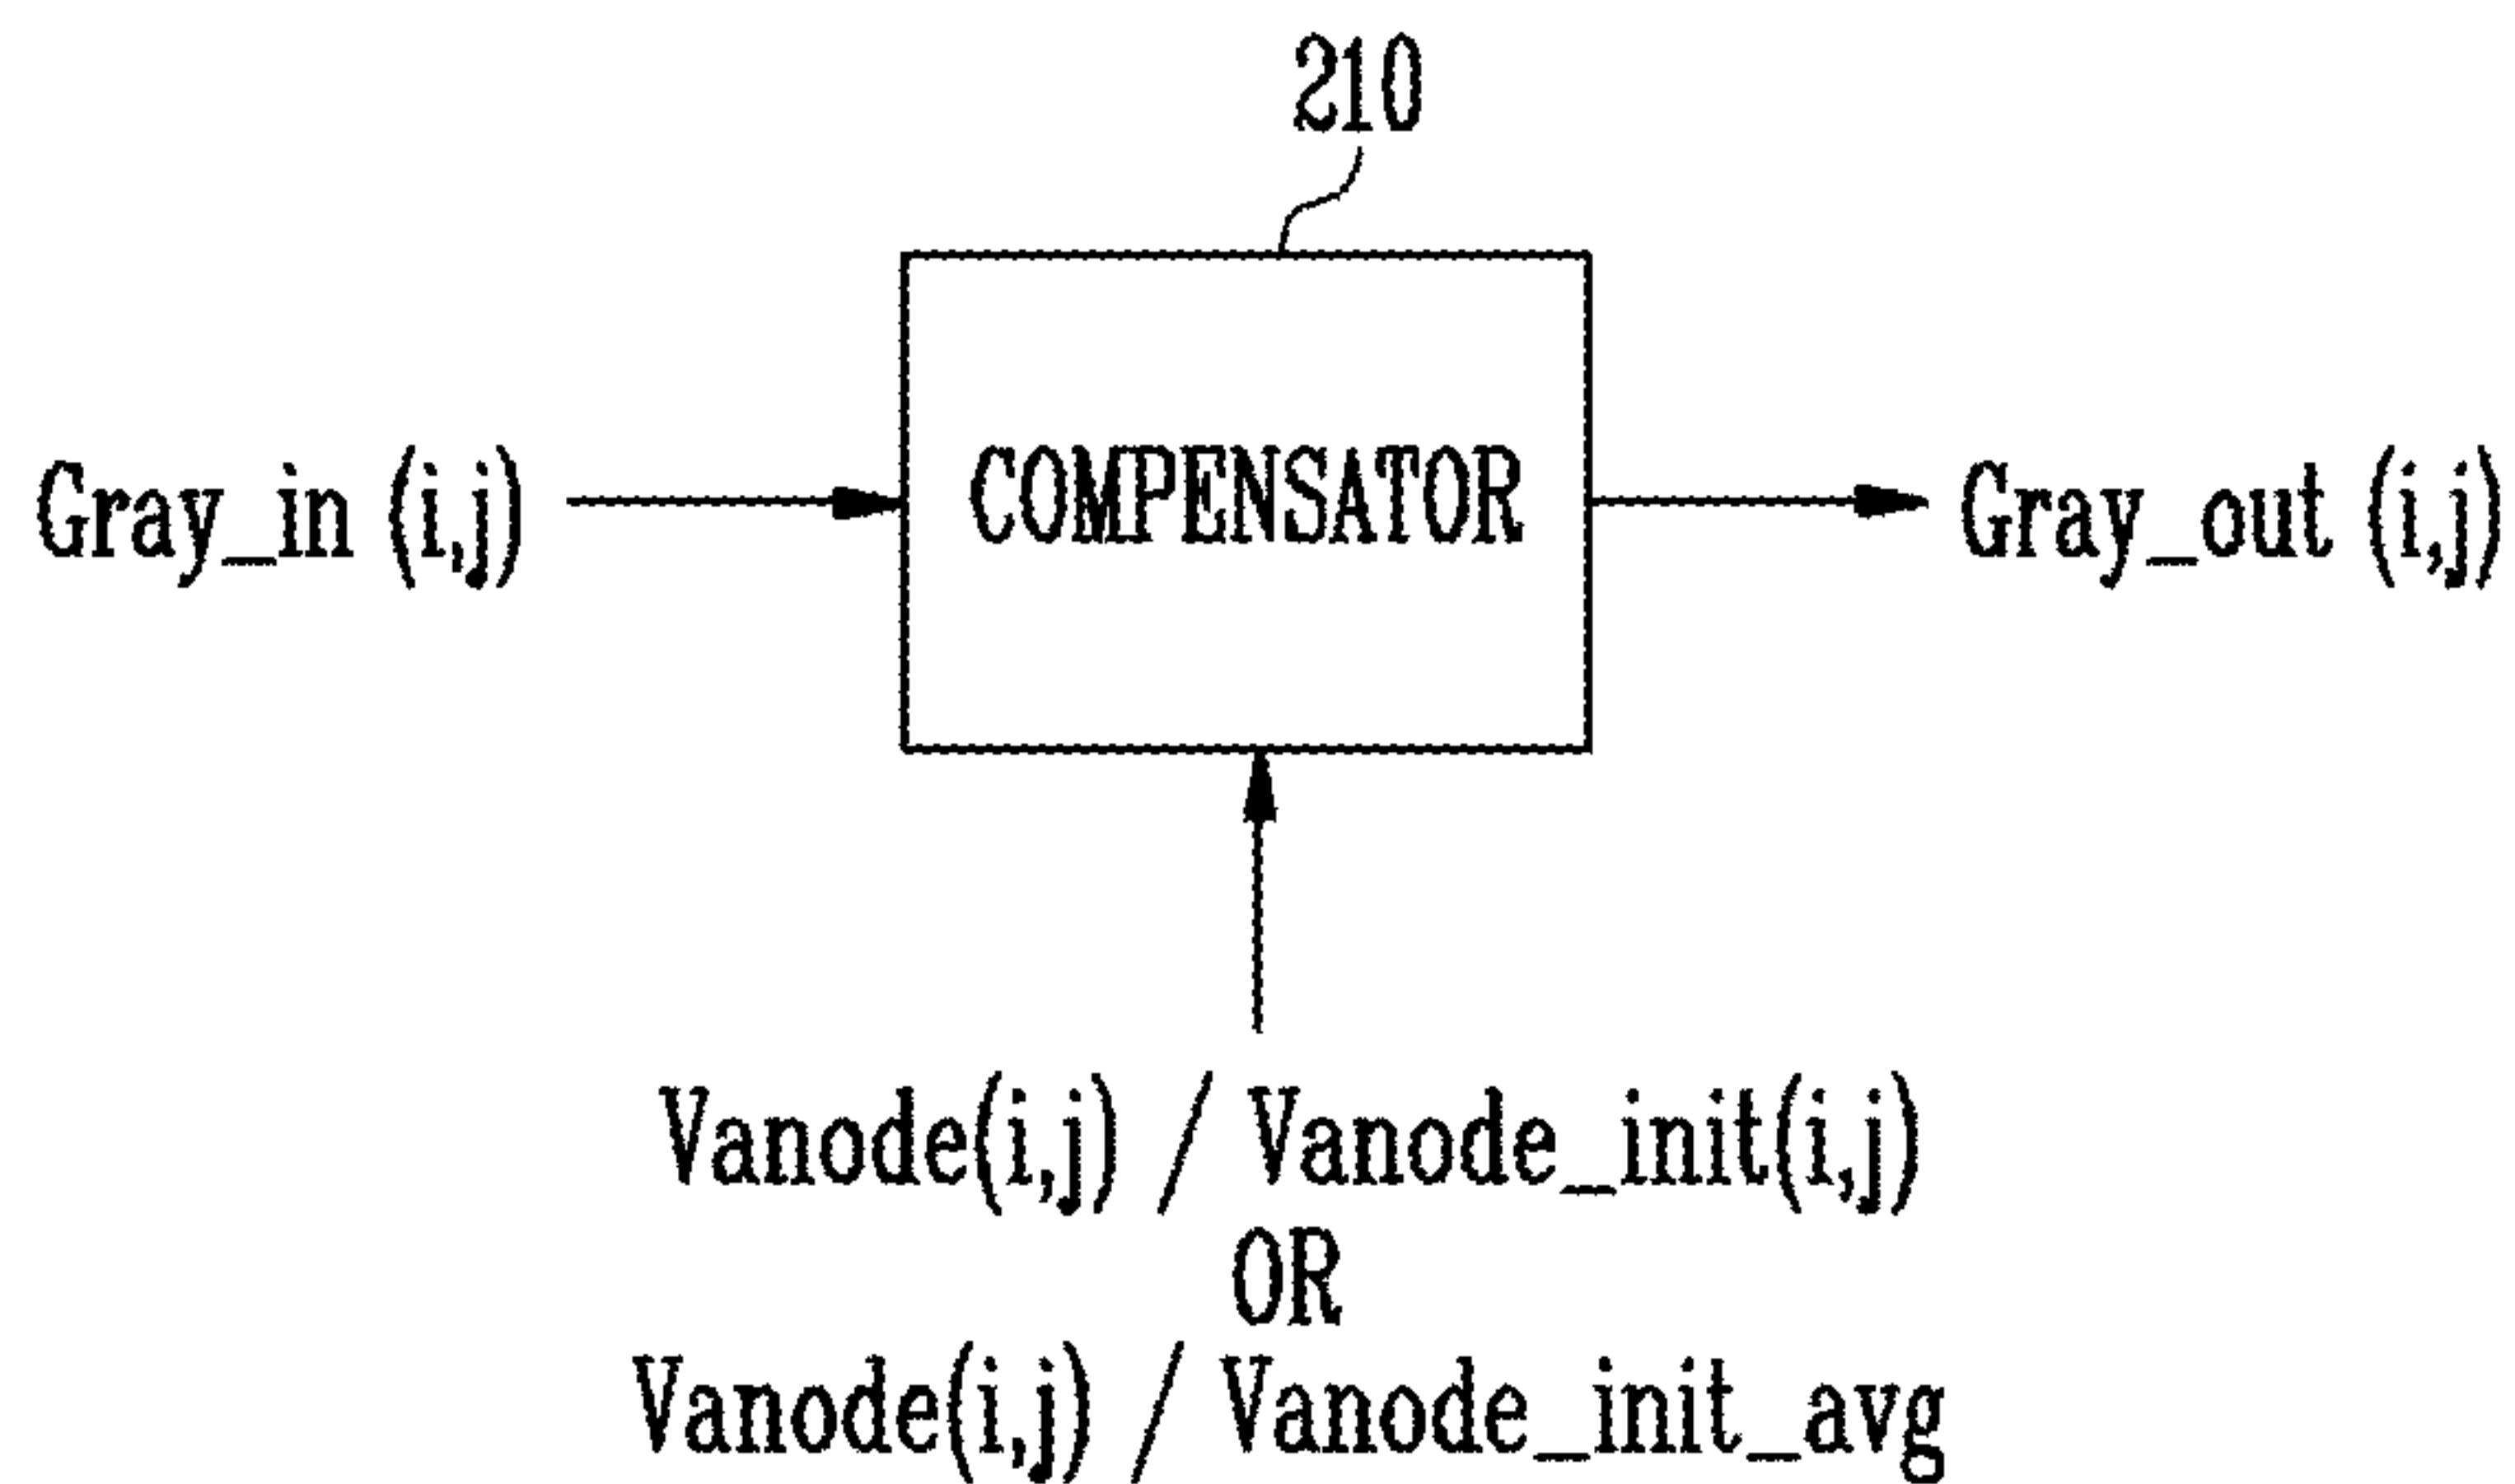 210
Gray_in (i,j)
COMPENSATOR
Gray_out (i,j)
Vanode(i,j) / Vanode_init(i,j)
OR
Vanode(i,j) / Vanode_init_avg